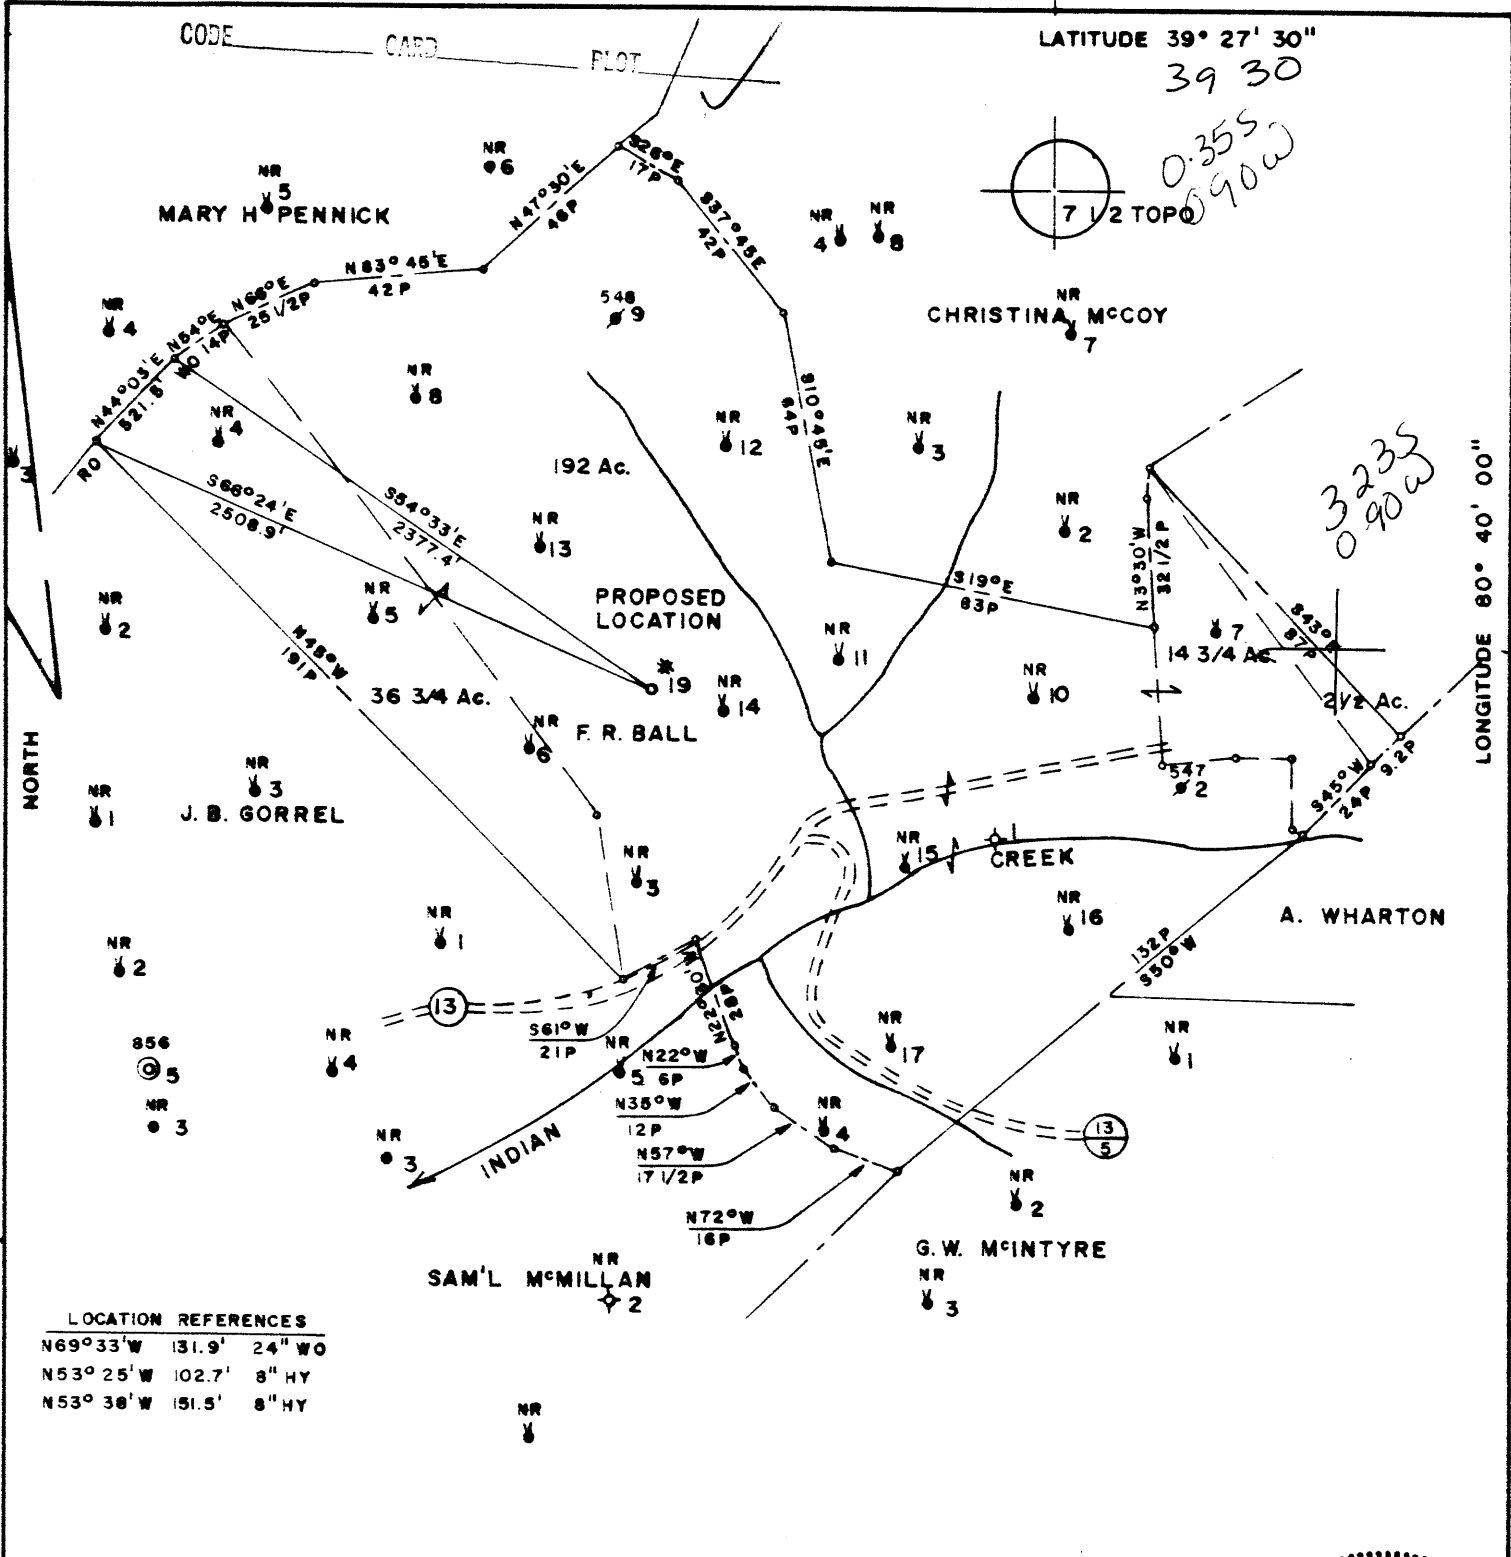 CODE CARD PLOT
LATITUDE 39° 27' 30"
39 30
0.35S
0.90W
7 1/2 TOPO
NR
6
NR
5
MARY H PENNICK
S26°E
17P
N47°30'E
46P
S37°45'E
42P
NR
4
NR
8
N83°45'E
42P
N66°E
25 1/2P
N54°E
14P
WO
N44°03'E
521.5'
RO
NR
4
548
9
CHRISTINA McCOY
NR
7
NR
8
NR
4
NR
12
S10°45'E
64P
NR
3
3
192 Ac.
S68°24'E
2508.9'
S54°33'E
2377.4'
NR
13
NR
2
N3°30'W
32 1/2P
3.23S
0.90W
LONGITUDE 80° 40' 00"
S19°E
83P
NR
2
NR
5
PROPOSED
LOCATION
NR
11
7
14 3/4 Ac.
S43°E
87P
N48°W
191P
36 3/4 Ac.
*
19
NR
14
NR
10
2 1/2 Ac.
NR
6
F. R. BALL
NORTH
NR
3
J. B. GORREL
NR
1
547
2
S45°W
24P
9.2P
NR
3
NR
15
1
CREEK
NR
16
A. WHARTON
NR
1
NR
2
132P
S50°W
13
N22°30'W
28P
S61°W
21P
NR
17
NR
1
856
5
NR
4
NR
5
N22°W
6P
NR
3
N35°W
12P
NR
4
13
5
NR
3
INDIAN
N57°W
17 1/2P
NR
2
N72°W
16P
G.W. McINTYRE
NR
3
SAM'L McMILLAN
NR
2
LOCATION REFERENCES
N69°33'W 131.9' 24" WO
N53°25'W 102.7' 8" HY
N53°38'W 151.5' 8" HY
NR